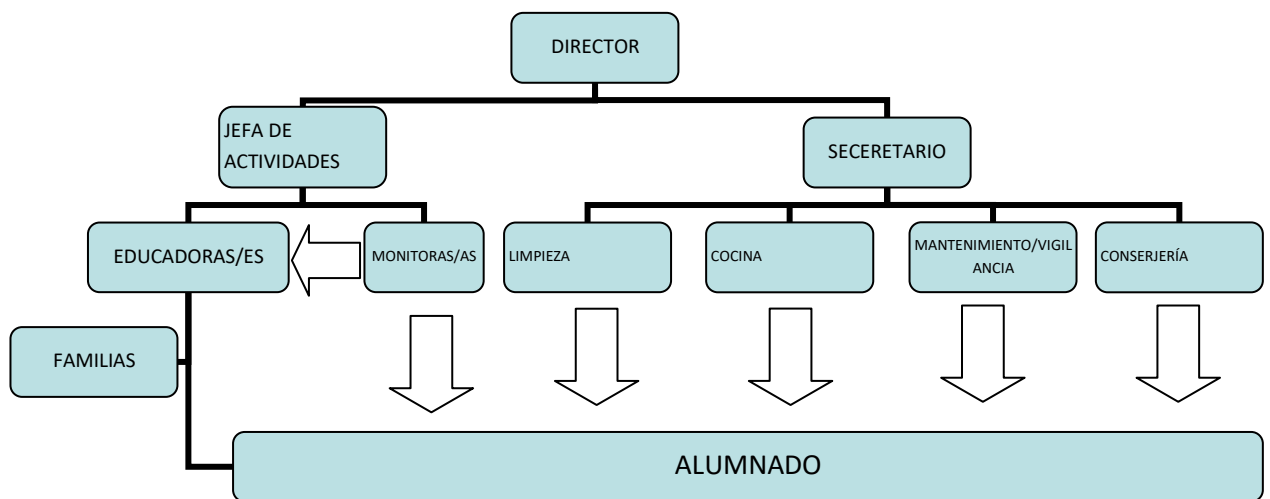 DIRECTOR
JEFA DE
ACTIVIDADES
SECERETARIO
EDUCADORAS/ES
MONITORAS/AS
LIMPIEZA
COCINA
MANTENIMIENTO/VIGIL
ANCIA
CONSERJERÍA
FAMILIAS
ALUMNADO